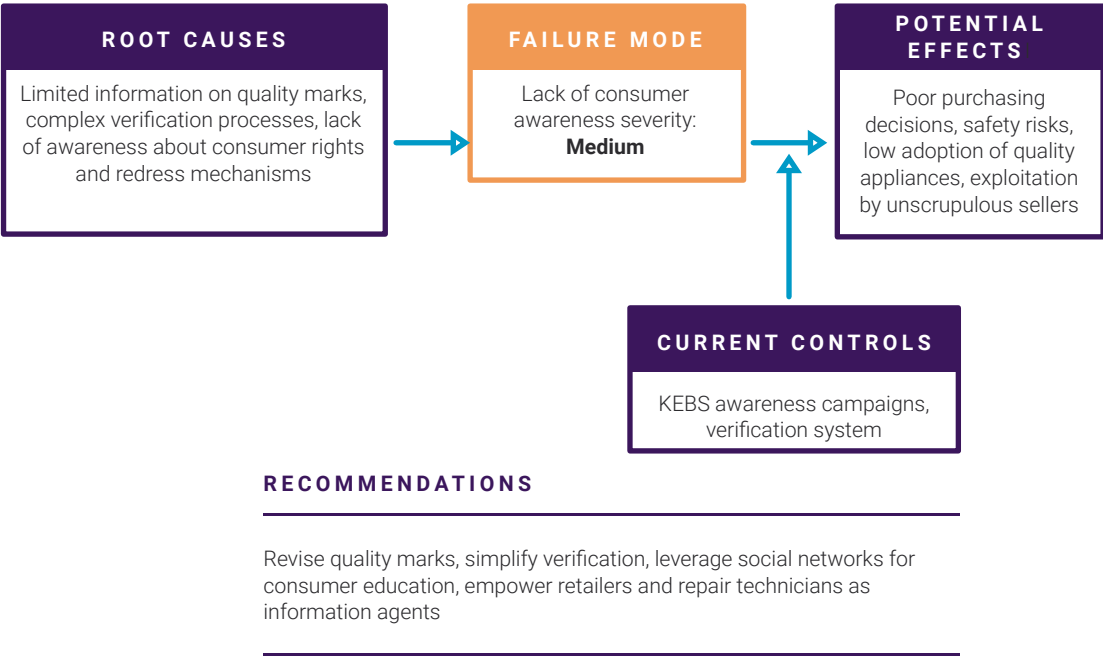 ROOT CAUSES
Limited information on quality marks,
complex verification processes, lack
of awareness about consumer rights
and redress mechanisms
FAILURE MODE
Lack of consumer
awareness severity:
Medium
POTENTIAL
EFFECTS
Poor purchasing
decisions, safety risks,
low adoption of quality
appliances, exploitation
by unscrupulous sellers
CURRENT CONTROLS
KEBS awareness campaigns,
verification system
RECOMMENDATIONS
Revise quality marks, simplify verification, leverage social networks for
consumer education, empower retailers and repair technicians as
information agents